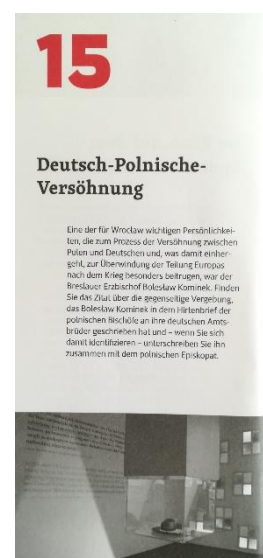 15
Deutsch-Polnische-
Versöhnung
Eine der für Wrocław wichtigen Persönlichkei-
ten, die zum Prozess der Versöhnung zwischen
Polen und Deutschen und, was damit einher-
geht, zur Überwindung der Teilung Europas
nach dem Krieg besonders beitrugen, war der
Breslauer Erzbischof Bolesław Kominek. Finden
Sie das Zitat über die gegenseitige Vergebung,
das Bolesław Kominek in dem Hirtenbrief der
polnischen Bischöfe an ihre deutschen Amts-
brüder geschrieben hat und – wenn Sie sich
damit identifizieren – unterschreiben Sie ihn
zusammen mit dem polnischen Episkopat.